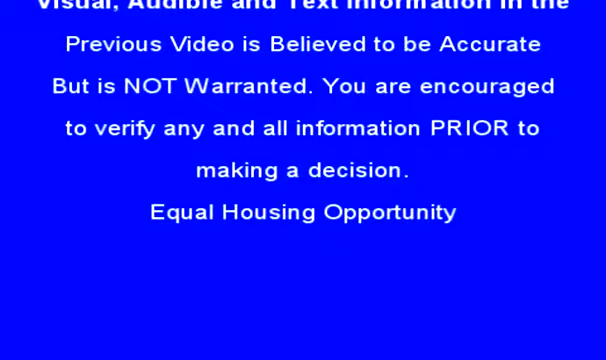 Visual, Audible and Text Information in the
Previous Video is Believed to be Accurate
But is NOT Warranted. You are encouraged
to verify any and all information PRIOR to
making a decision.
Equal Housing Opportunity